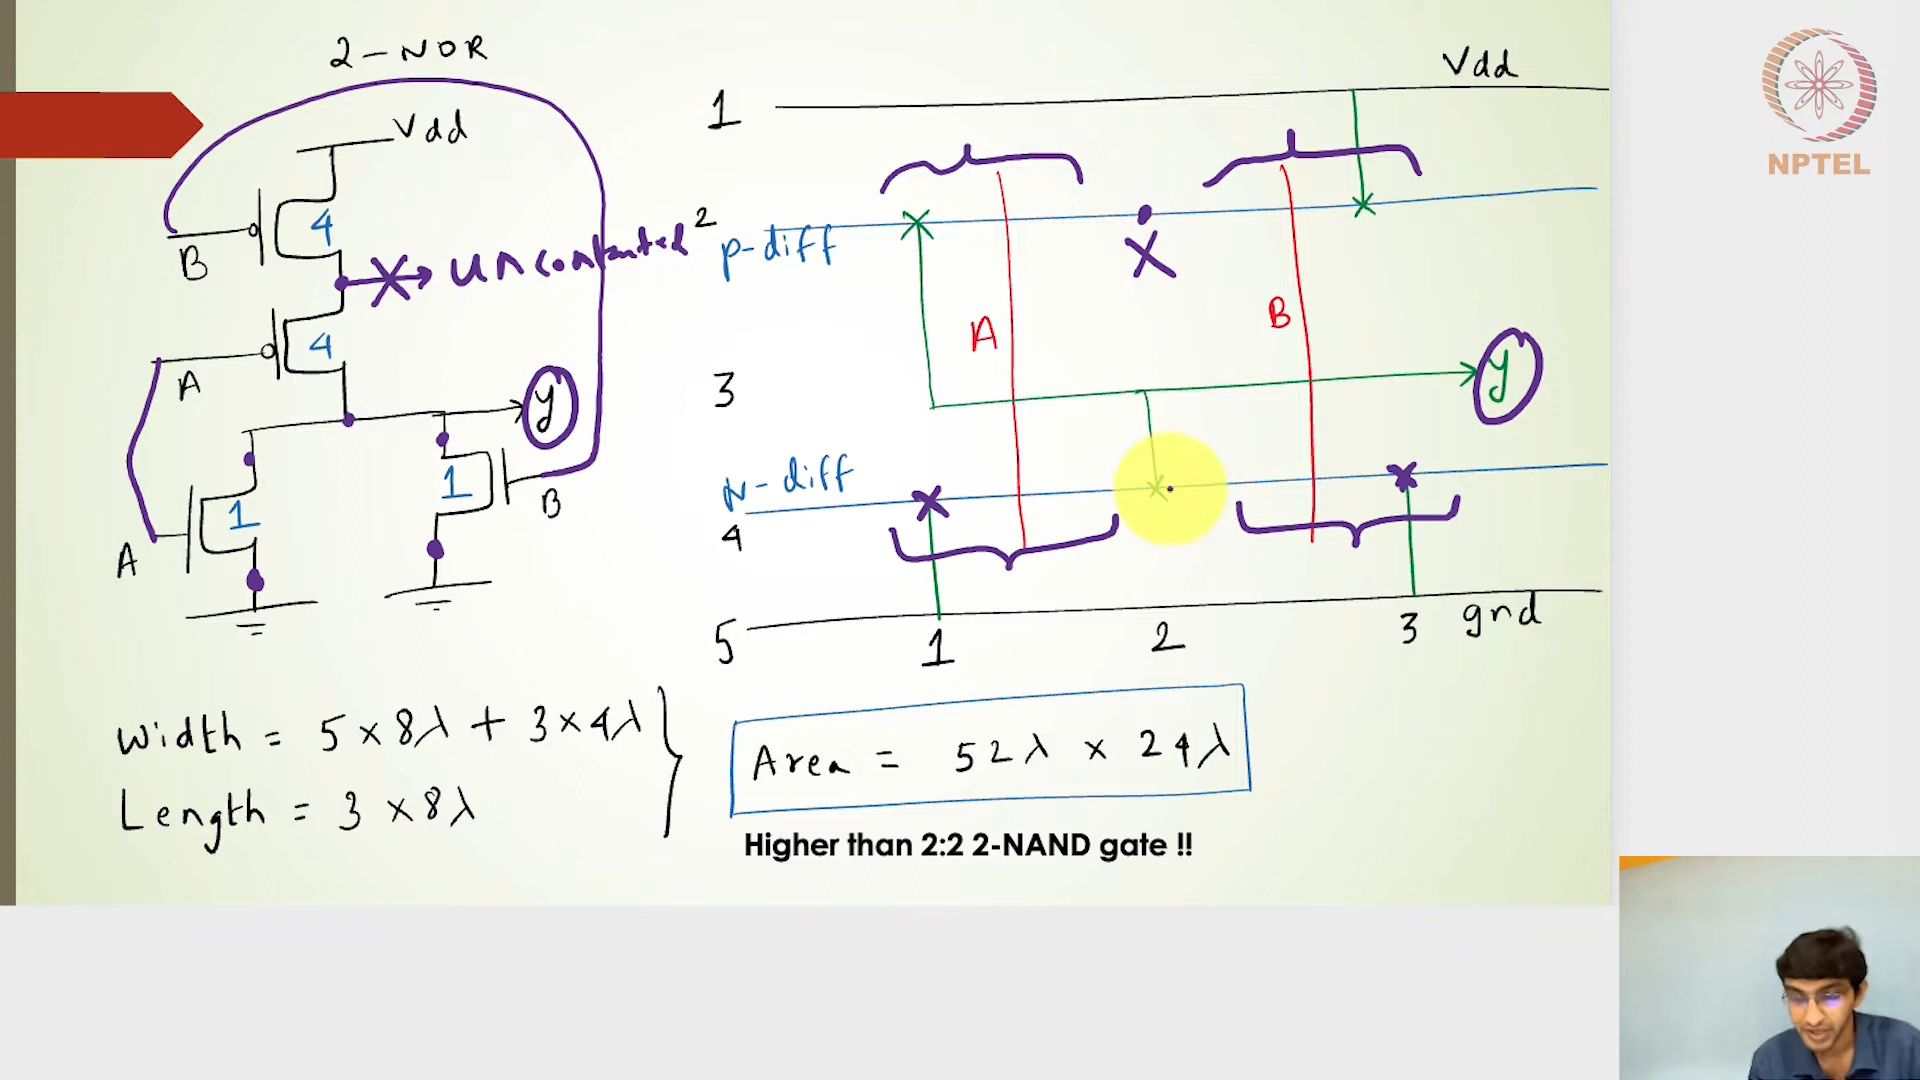 2-NOR
Vdd
B
4
uncontacted
A
4
y
1
A
1
B
1
Vdd
2
p-diff
X
A
B
3
y
n-diff
4
5
1
2
3
gnd
Width = 5 × 8λ + 3 × 4λ
Length = 3 × 8λ
Area = 52λ × 24λ
Higher than 2:2 2-NAND gate !!
NPTEL